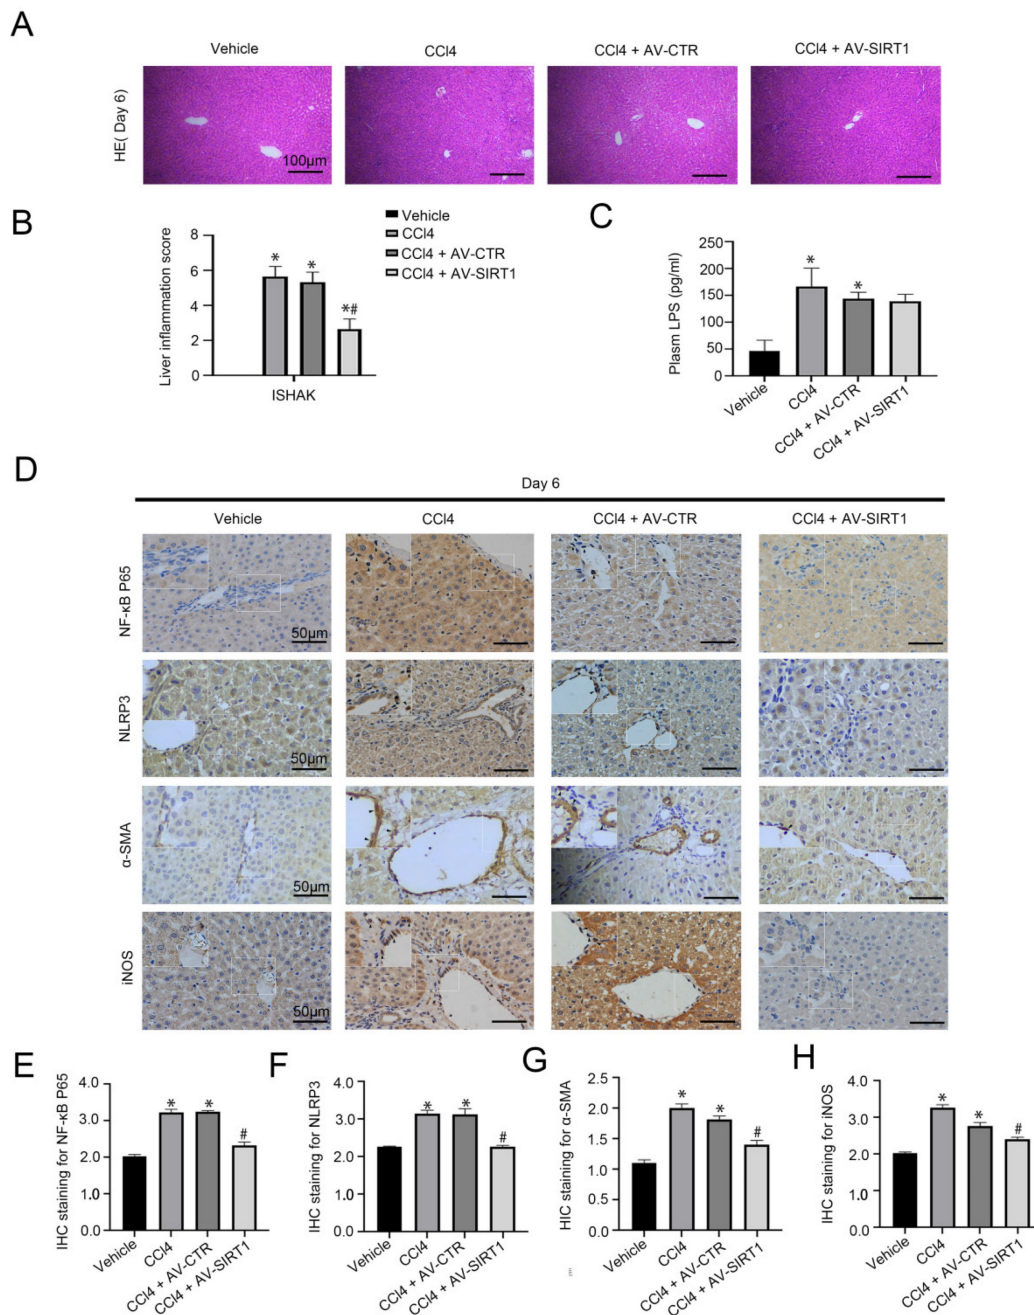 A
Vehicle
CCl4
CCl4 + AV-CTR
CCl4 + AV-SIRT1
HE( Day 6)
100μm
B
Vehicle
CCl4
CCl4 + AV-CTR
CCl4 + AV-SIRT1
Liver inflammation score
8
6
4
2
0
*
*
*#
ISHAK
C
Plasm LPS (pg/ml)
250
200
150
100
50
0
*
*
Vehicle
CCl4
CCl4 + AV-CTR
CCl4 + AV-SIRT1
D
Day 6
Vehicle
CCl4
CCl4 + AV-CTR
CCl4 + AV-SIRT1
NF-κB P65
50μm
NLRP3
50μm
α-SMA
50μm
iNOS
50μm
E
IHC staining for NF-κB P65
4.0
3.0
2.0
1.0
0.0
*
*
#
Vehicle
CCl4
CCl4 + AV-CTR
CCl4 + AV-SIRT1
F
IHC staining for NLRP3
4.0
3.0
2.0
1.0
0.0
*
*
#
Vehicle
CCl4
CCl4 + AV-CTR
CCl4 + AV-SIRT1
G
HIC staining for α-SMA
2.5
2.0
1.5
1.0
0.5
0.0
*
*
#
Vehicle
CCl4
CCl4 + AV-CTR
CCl4 + AV-SIRT1
H
IHC staining for iNOS
4.0
3.0
2.0
1.0
0.0
*
*
#
Vehicle
CCl4
CCl4 + AV-CTR
CCl4 + AV-SIRT1